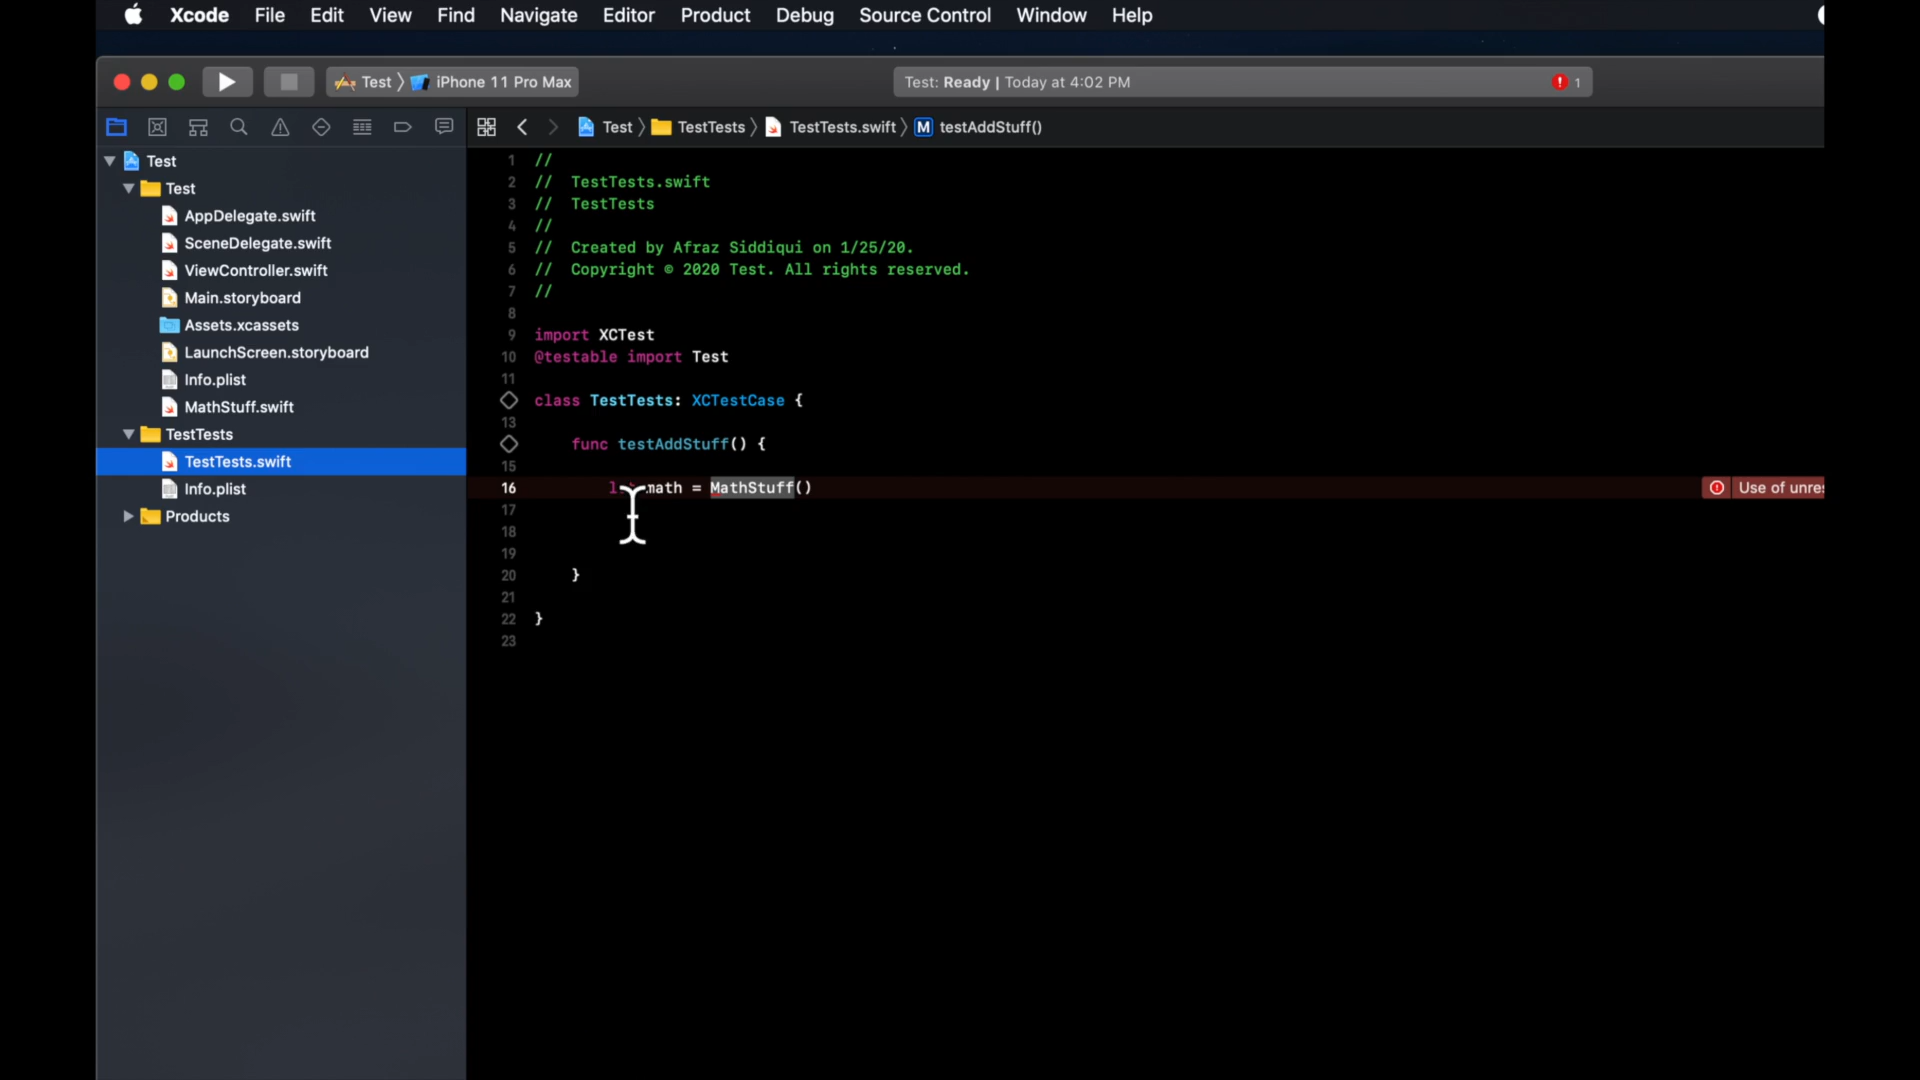 Xcode File Edit View Find Navigate Editor Product Debug Source Control Window Help
Test iPhone 11 Pro Max
Test: Ready | Today at 4:02 PM
1
Test TestTests TestTests.swift M testAddStuff()
Test
Test
AppDelegate.swift
SceneDelegate.swift
ViewController.swift
Main.storyboard
Assets.xcassets
LaunchScreen.storyboard
Info.plist
MathStuff.swift
TestTests
TestTests.swift
Info.plist
Products
1 //
2 // TestTests.swift
3 // TestTests
4 //
5 // Created by Afraz Siddiqui on 1/25/20.
6 // Copyright © 2020 Test. All rights reserved.
7 //
8
9 import XCTest
10 @testable import Test
11
class TestTests: XCTestCase {
13
func testAddStuff() {
15
16 math = MathStuff() Use of
17
18
19
20 }
21
22 }
23